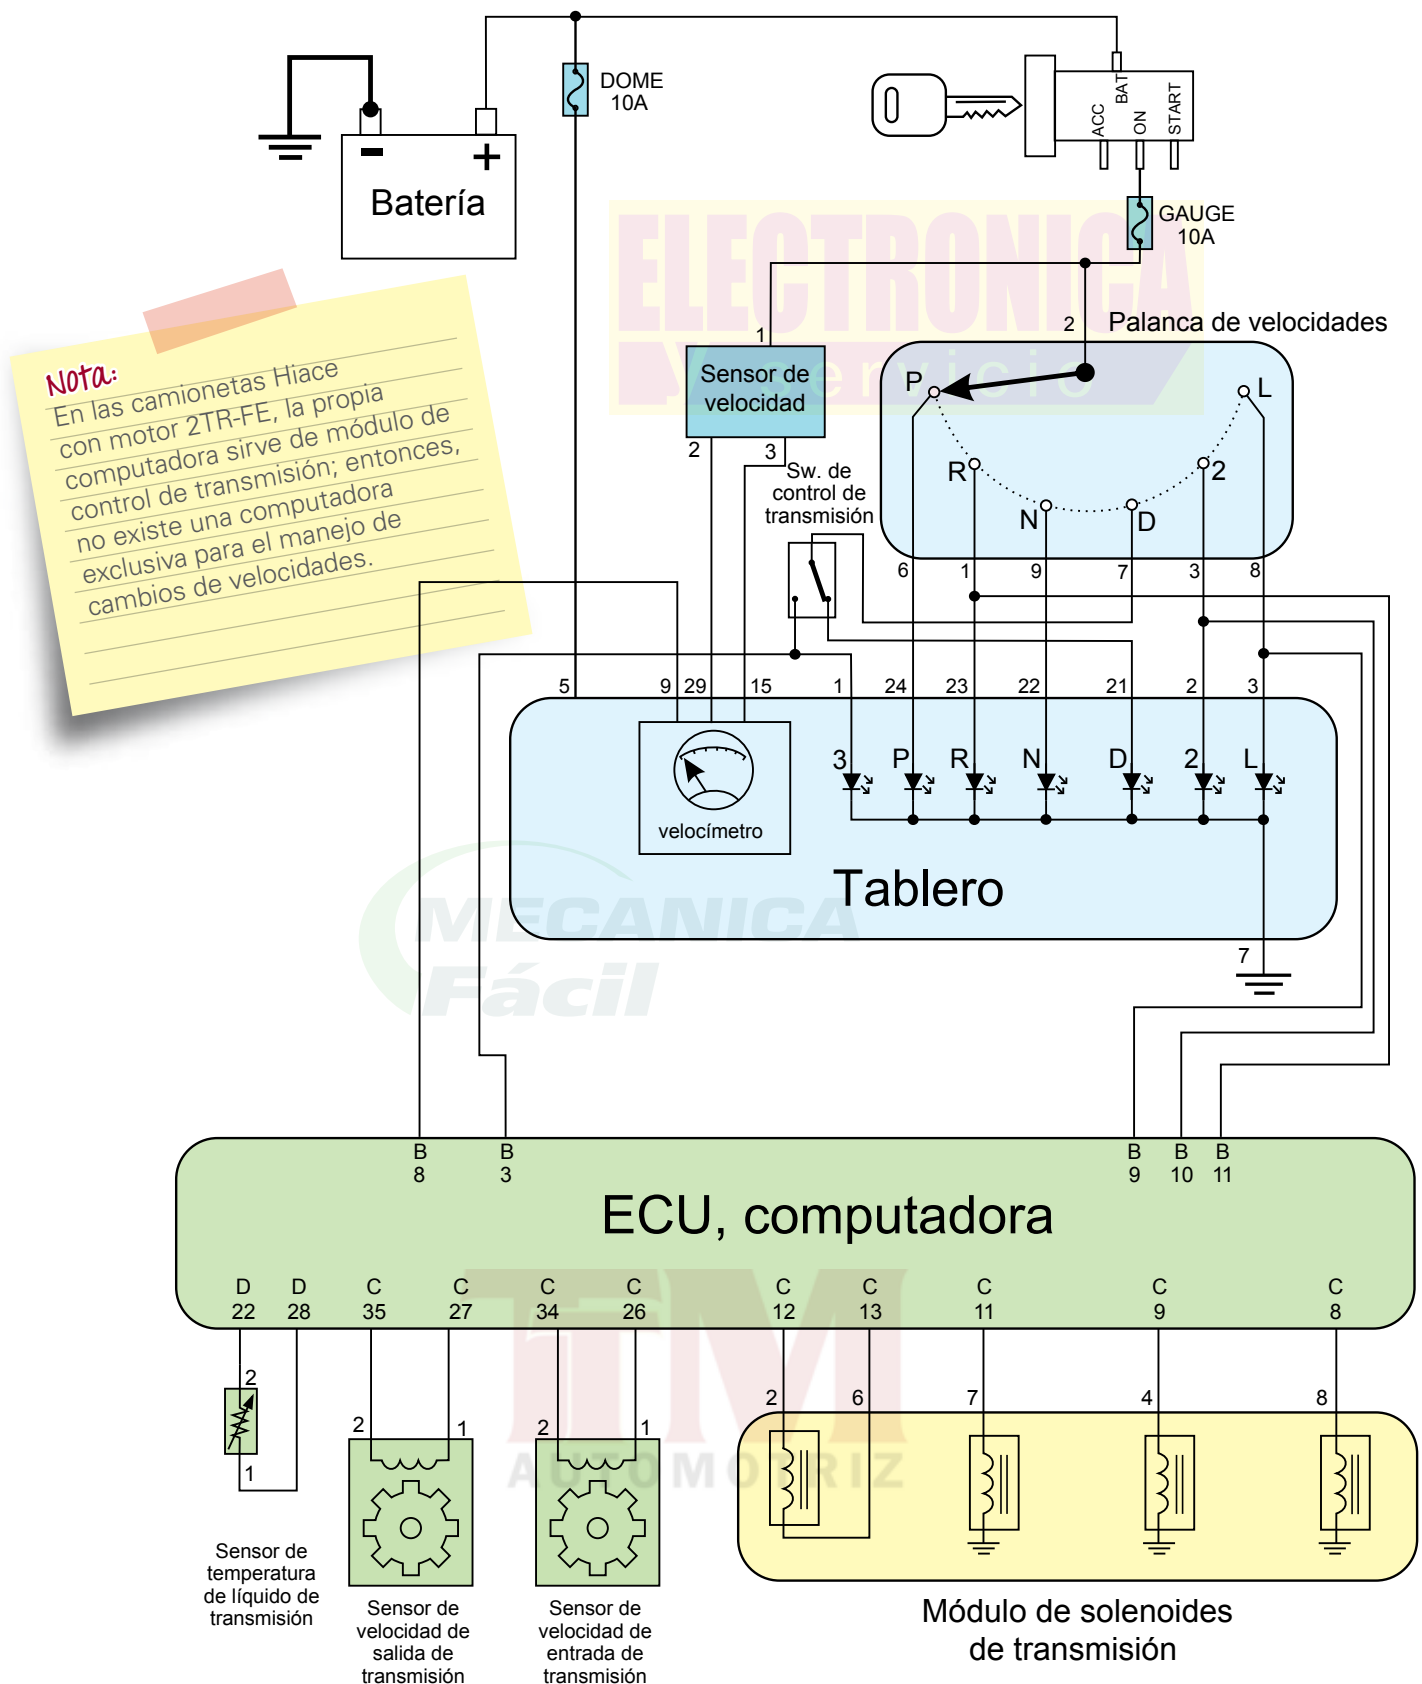 DOME
10A
BAT
ACC
ON
START
-
+
Batería
GAUGE
10A
ELECTRONICA
y servicio
Nota:
En las camionetas Hiace
con motor 2TR-FE, la propia
computadora sirve de módulo de
control de transmisión; entonces,
no existe una computadora
exclusiva para el manejo de
cambios de velocidades.
1
Sensor de
velocidad
2 3
2 Palanca de velocidades
P L
R 2
N D
Sw. de
control de
transmisión
6 1 9 7 3 8
5 9 29 15 1 24 23 22 21 2 3
3 P R N D 2 L
velocímetro
Tablero
7
MECANICA
Fácil
B B B B B
8 3 9 10 11
ECU, computadora
D D C C C C C C C C C
22 28 35 27 34 26 12 13 11 9 8
TTM
AUTOMOTRIZ
2
1
2 1
2 1
2 6 7 4 8
Sensor de
temperatura
de líquido de
transmisión
Sensor de
velocidad de
salida de
transmisión
Sensor de
velocidad de
entrada de
transmisión
Módulo de solenoides
de transmisión